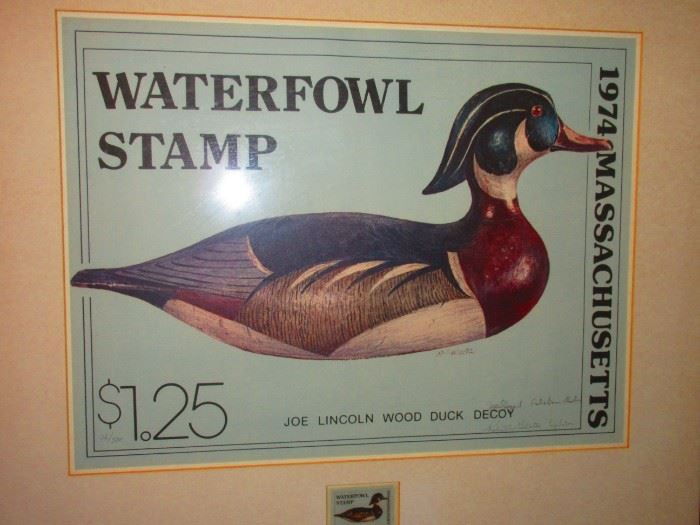 WATERFOWL
STAMP
1974 MASSACHUSETTS
$1.25
JOE LINCOLN WOOD DUCK DECOY
WATERFOWL
STAMP